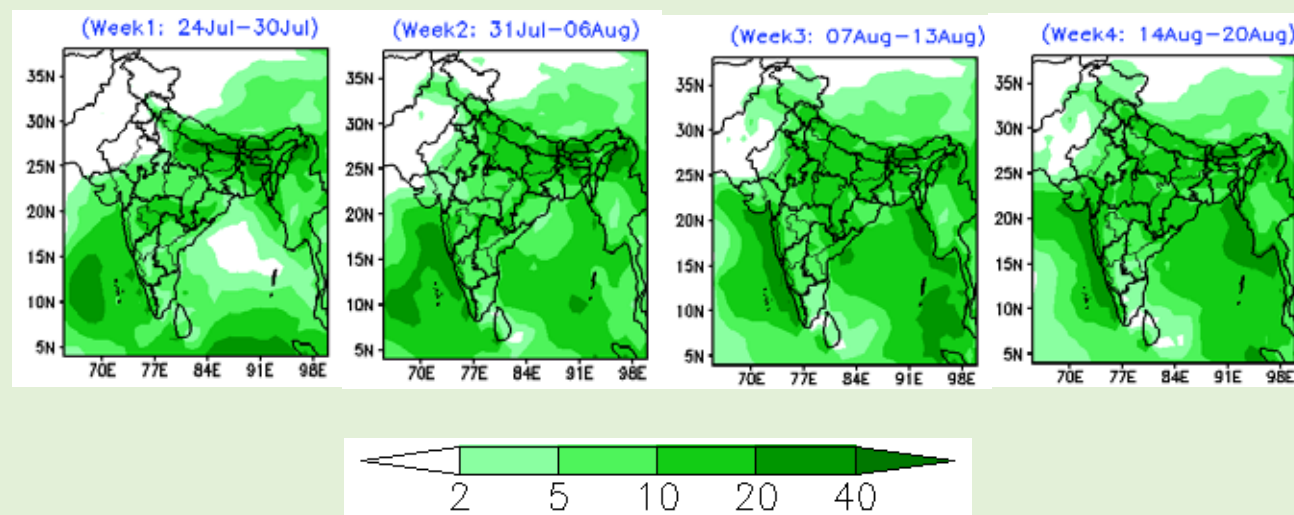 (Week1: 24Jul-30Jul)
35N
30N
25N
20N
15N
10N
5N
70E 77E 84E 91E 98E
(Week2: 31Jul-06Aug)
35N
30N
25N
20N
15N
10N
5N
70E 77E 84E 91E 98E
(Week3: 07Aug-13Aug)
35N
30N
25N
20N
15N
10N
5N
70E 77E 84E 91E 98E
(Week4: 14Aug-20Aug)
35N
30N
25N
20N
15N
10N
5N
70E 77E 84E 91E 98E
2 5 10 20 40